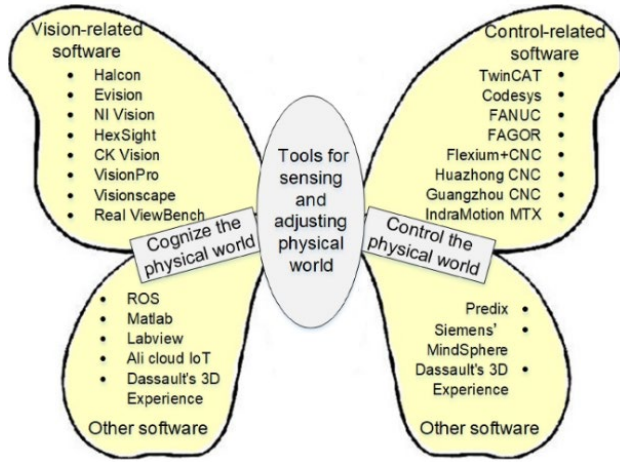 Vision-related
software
• Halcon
• Evision
• NI Vision
• HexSight
• CK Vision
• VisionPro
• Visionscape
• Real ViewBench
Cognize the
physical world
• ROS
• Matlab
• Labview
• Ali cloud IoT
• Dassault's 3D
Experience
Other software
Tools for
sensing
and
adjusting
physical
world
Control-related
software
TwinCAT •
Codesys •
FANUC •
FAGOR •
Flexium+CNC •
Huazhong CNC •
Guangzhou CNC •
IndraMotion MTX •
Control the
physical world
Predix •
Siemens' •
MindSphere
Dassault's 3D •
Experience
Other software